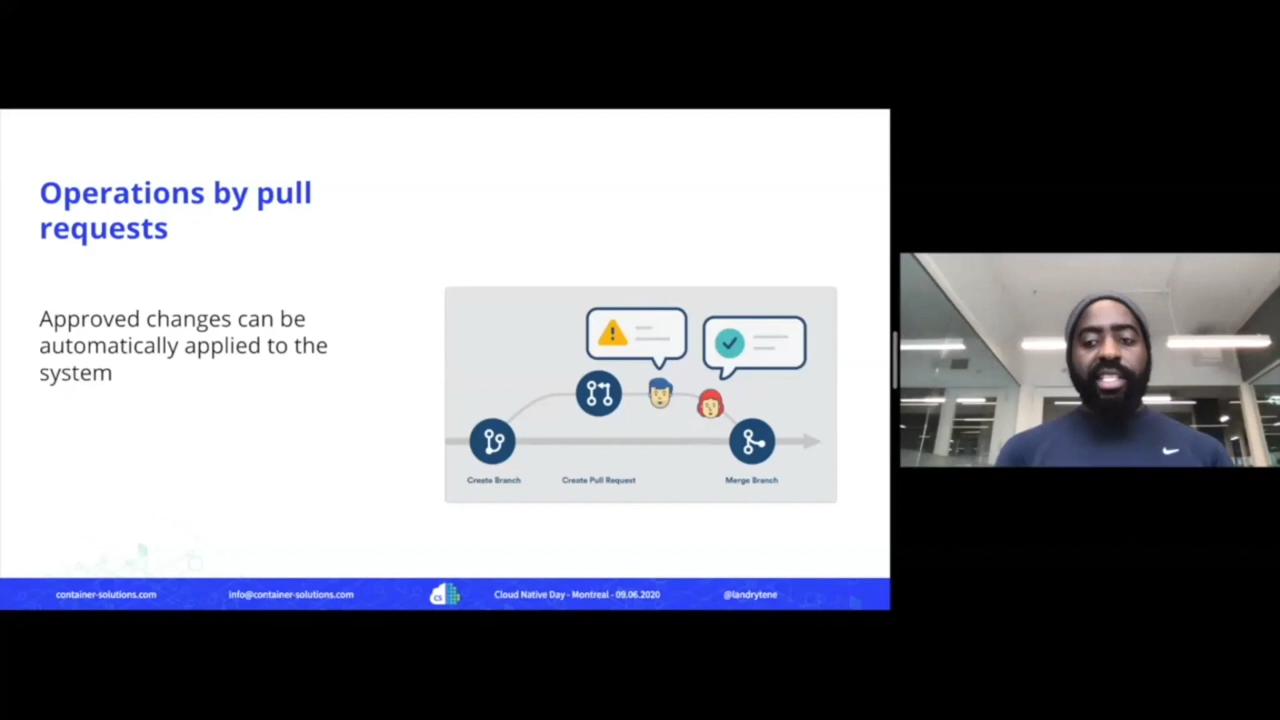 Operations by pull
requests
Approved changes can be
automatically applied to the
system
Create Branch
Create Pull Request
Merge Branch
container-solutions.com
info@container-solutions.com
CS
Cloud Native Day - Montreal - 09.06.2020
@landrytene